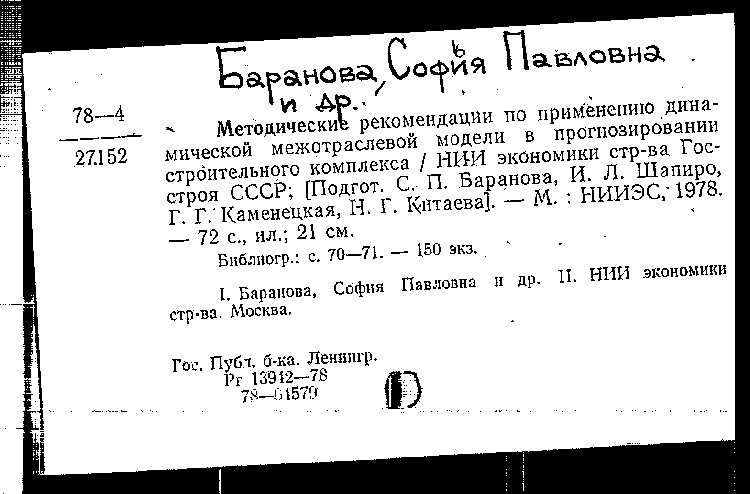 Баранова, София Павловна
и др.
78—4
27.152
Методические рекомендации по применению дина-
мической межотраслевой модели в прогнозировании
строительного комплекса / НИИ экономики стр-ва Гос-
строя СССР; [Подгот. С. П. Баранова, И. Л. Шапиро,
Г. Г. Каменецкая, Н. Г. Китаева]. — М. : НИИЭС, 1978.
— 72 с., ил.; 21 см.
Библиогр.: с. 70—71. — 150 экз.
I. Баранова, София Павловна и др. II. НИИ экономики
стр-ва. Москва.
Гос. Публ. б-ка. Ленингр.
Рг 13942—78
78—61579